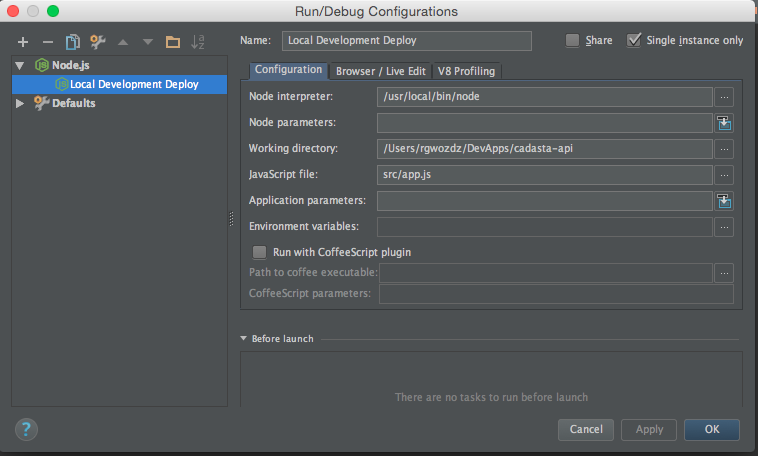 Run/Debug Configurations
Name: Local Development Deploy Share Single instance only
Node.js
Local Development Deploy
Defaults
Configuration Browser / Live Edit V8 Profiling
Node interpreter: /usr/local/bin/node ...
Node parameters:
Working directory: /Users/rgwozdz/DevApps/cadasta-api ...
JavaScript file: src/app.js ...
Application parameters:
Environment variables: ...
Run with CoffeeScript plugin
Path to coffee executable: ...
CoffeeScript parameters:
Before launch
There are no tasks to run before launch
? Cancel Apply OK